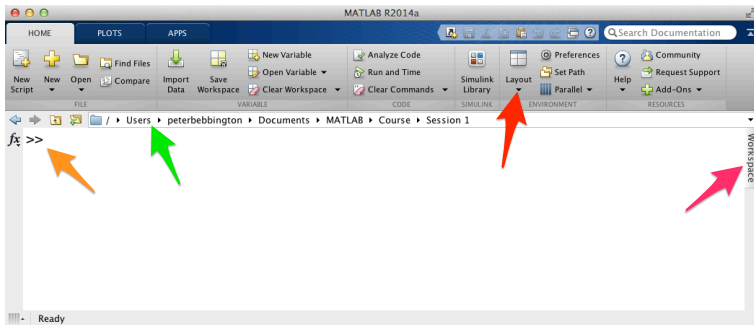 MATLAB R2014a
HOME PLOTS APPS
Search Documentation
New Script
New
Open
Find Files
Compare
Import Data
Save Workspace
New Variable
Open Variable
Clear Workspace
Analyze Code
Run and Time
Clear Commands
Simulink Library
Layout
Preferences
Set Path
Parallel
Help
Community
Request Support
Add-Ons
FILE VARIABLE CODE SIMULINK ENVIRONMENT RESOURCES
/ Users peterbebbington Documents MATLAB Course Session 1
fx >>
Workspace
Ready